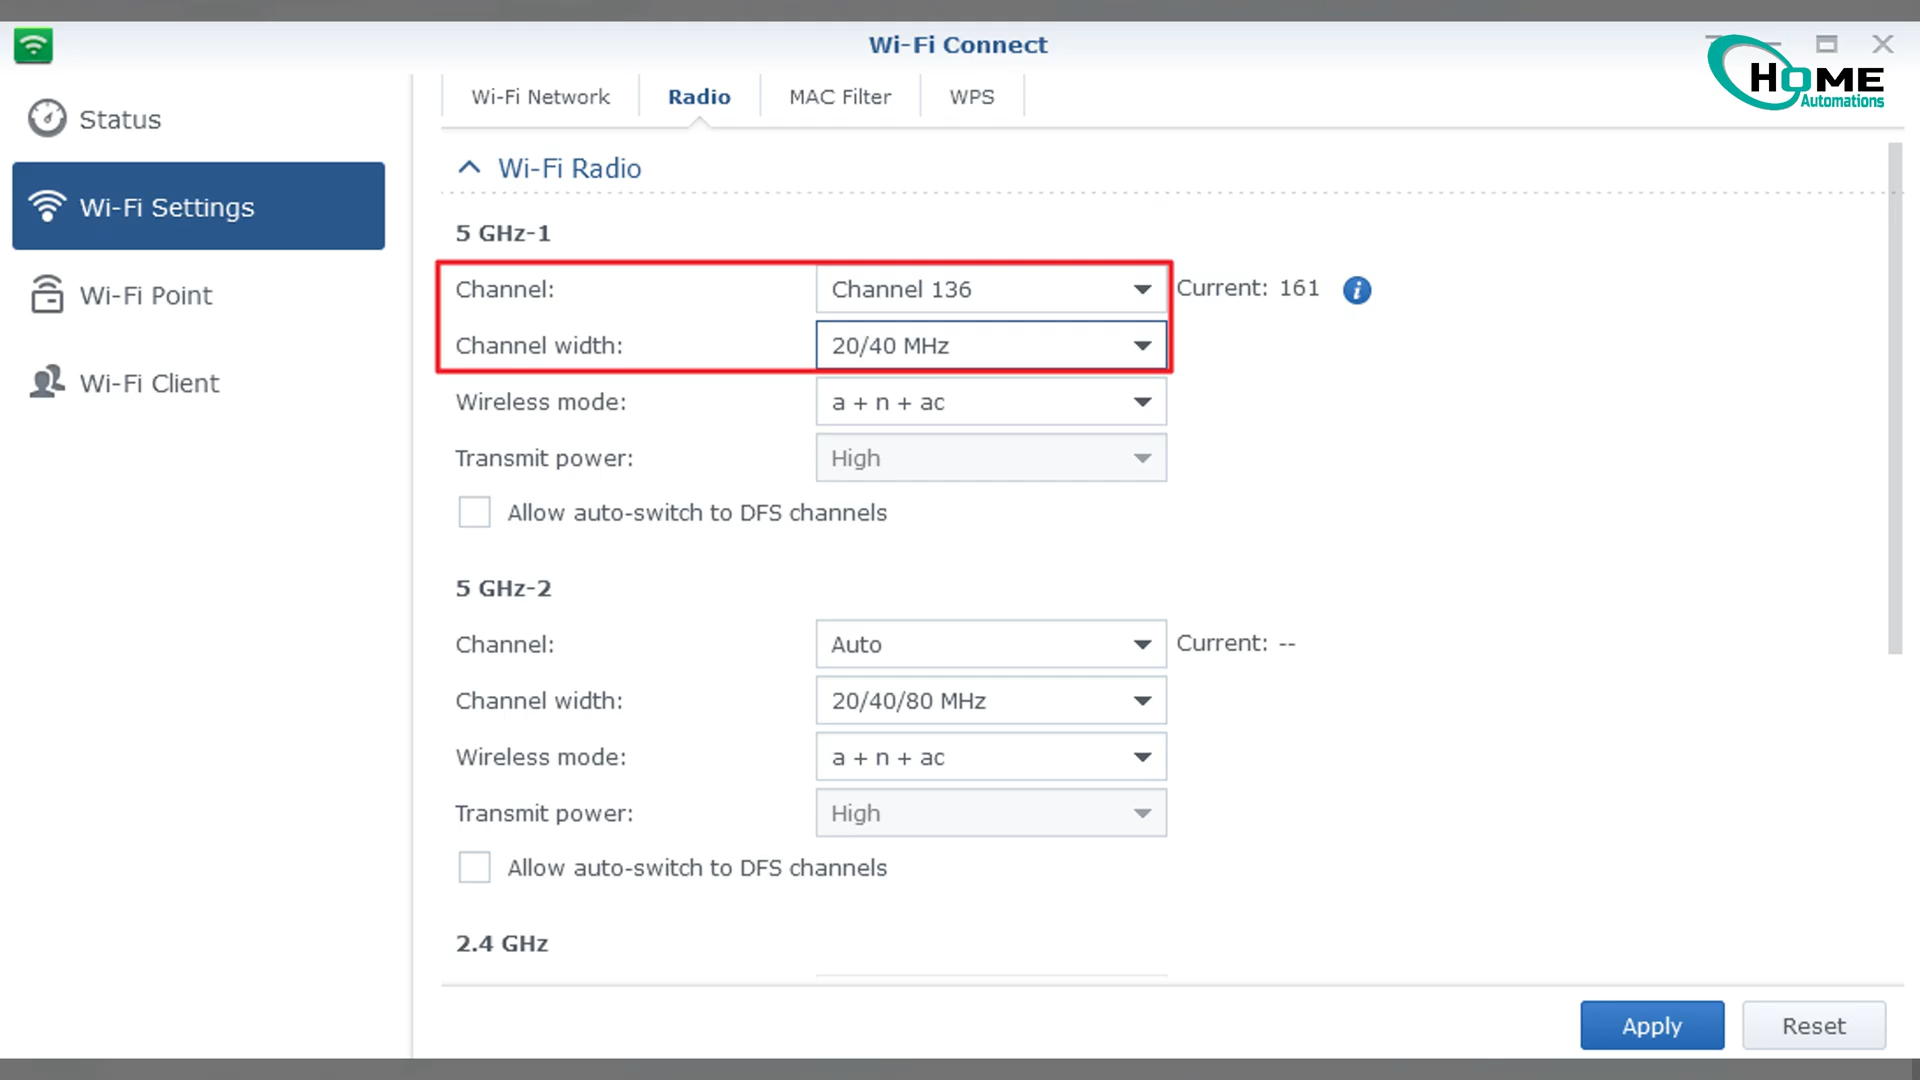 Wi-Fi Connect
HOME
Automations
Status
Wi-Fi Settings
Wi-Fi Point
Wi-Fi Client
Wi-Fi Network
Radio
MAC Filter
WPS
Wi-Fi Radio
5 GHz-1
Channel: Channel 136 Current: 161 i
Channel width: 20/40 MHz
Wireless mode: a + n + ac
Transmit power: High
Allow auto-switch to DFS channels
5 GHz-2
Channel: Auto Current: --
Channel width: 20/40/80 MHz
Wireless mode: a + n + ac
Transmit power: High
Allow auto-switch to DFS channels
2.4 GHz
Apply
Reset